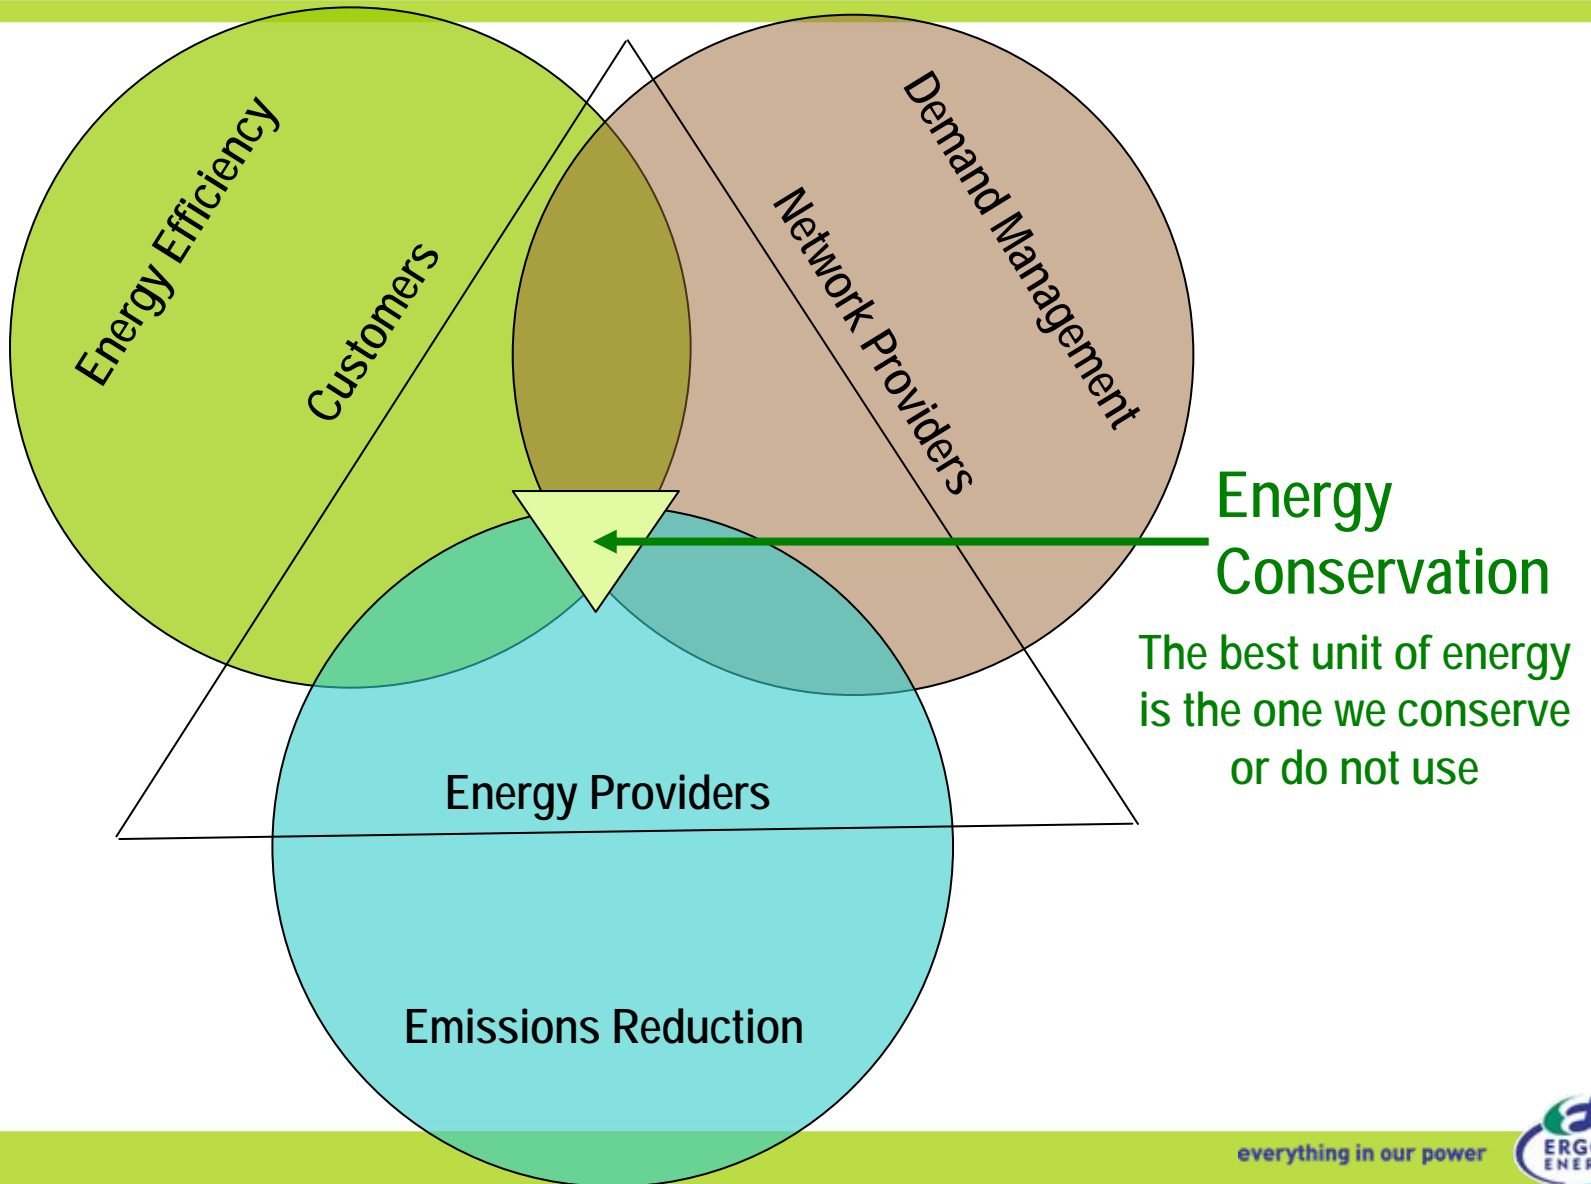 Energy Efficiency
Customers
Demand Management
Network Providers
Energy
Conservation
The best unit of energy
is the one we conserve
or do not use
Energy Providers
Emissions Reduction
everything in our power